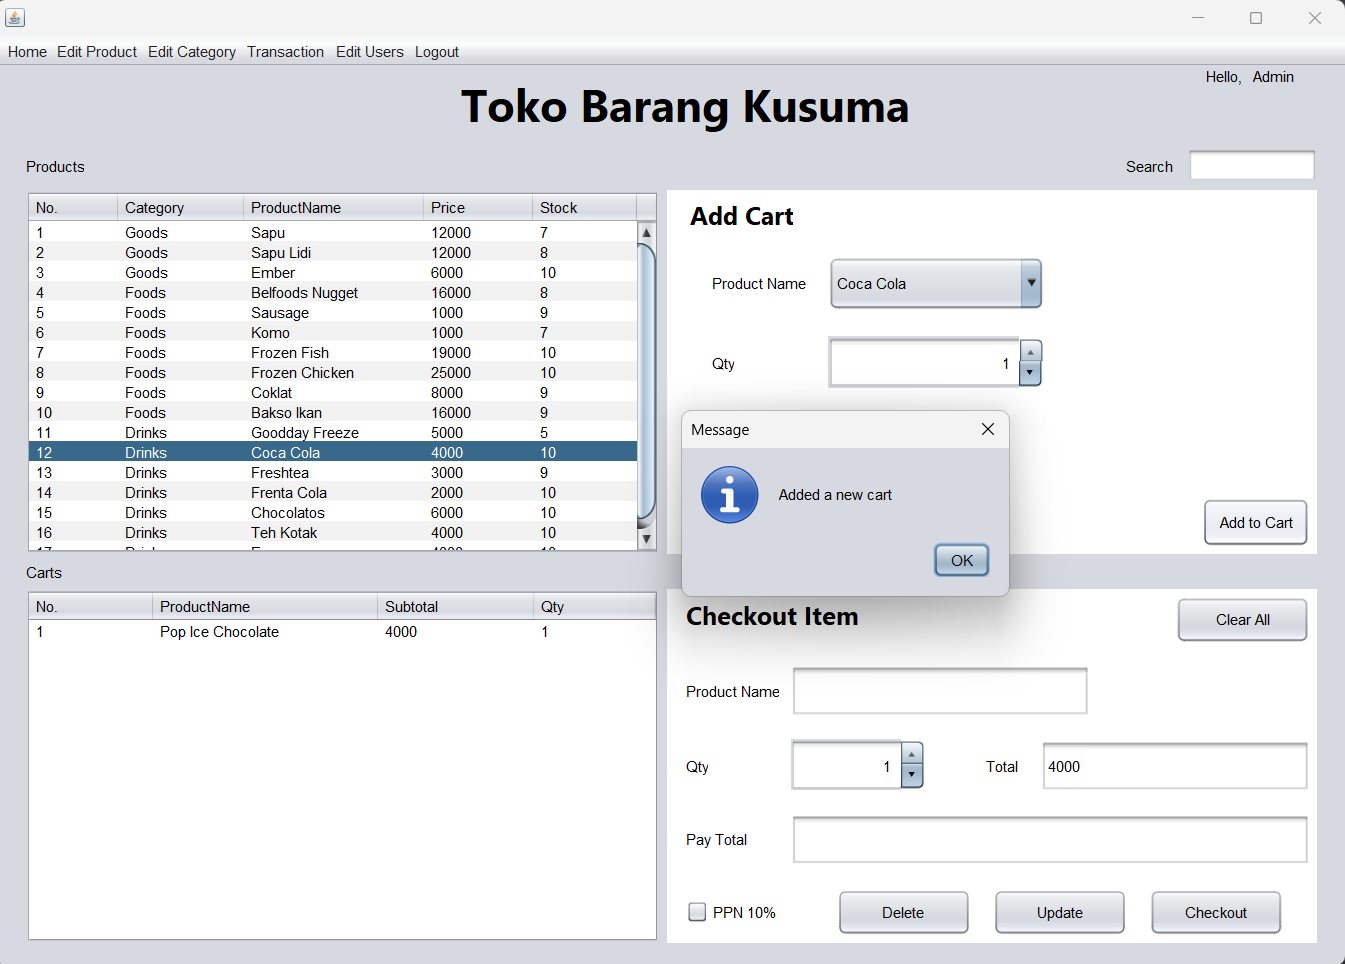 Home Edit Product Edit Category Transaction Edit Users Logout
Hello, Admin
Toko Barang Kusuma
Products
Search
No. Category ProductName Price Stock
1 Goods Sapu 12000 7
2 Goods Sapu Lidi 12000 8
3 Goods Ember 6000 10
4 Foods Belfoods Nugget 16000 8
5 Foods Sausage 1000 9
6 Foods Komo 1000 7
7 Foods Frozen Fish 19000 10
8 Foods Frozen Chicken 25000 10
9 Foods Coklat 8000 9
10 Foods Bakso Ikan 16000 9
11 Drinks Goodday Freeze 5000 5
12 Drinks Coca Cola 4000 10
13 Drinks Freshtea 3000 9
14 Drinks Frenta Cola 2000 10
15 Drinks Chocolatos 6000 10
16 Drinks Teh Kotak 4000 10
Add Cart
Product Name Coca Cola
Qty 1
Add to Cart
Message
Added a new cart
OK
Carts
No. ProductName Subtotal Qty
1 Pop Ice Chocolate 4000 1
Checkout Item
Clear All
Product Name
Qty 1 Total 4000
Pay Total
PPN 10% Delete Update Checkout